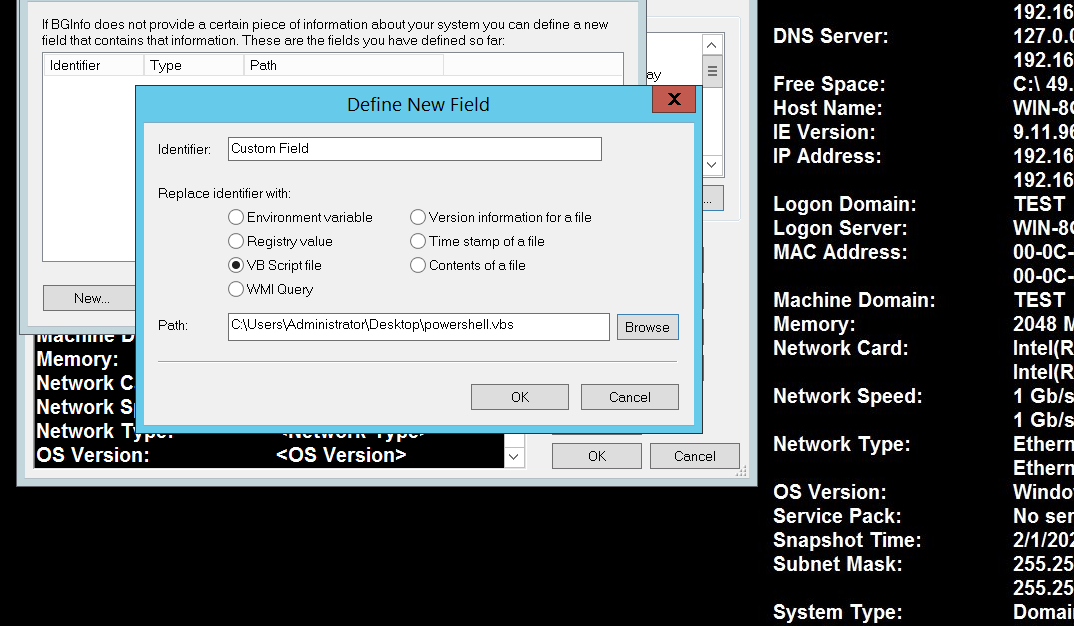 If BGInfo does not provide a certain piece of information about your system you can define a new
field that contains that information. These are the fields you have defined so far:
Identifier Type Path
Define New Field
X
Identifier: Custom Field
Replace identifier with:
Environment variable Version information for a file
Registry value Time stamp of a file
VB Script file Contents of a file
WMI Query
Path: C:\Users\Administrator\Desktop\powershell.vbs Browse
OK Cancel
New...
ay
...
Memory:
Network C
Network S
Network Type: <Network Type>
OS Version: <OS Version>
OK Cancel
192.16
DNS Server: 127.0.0
192.16
Free Space: C:\ 49.
Host Name: WIN-8
IE Version: 9.11.96
IP Address: 192.16
192.16
Logon Domain: TEST
Logon Server: WIN-8
MAC Address: 00-0C-
00-0C-
Machine Domain: TEST
Memory: 2048 M
Network Card: Intel(R
Intel(R
Network Speed: 1 Gb/s
1 Gb/s
Network Type: Ethern
Ethern
OS Version: Windo
Service Pack: No ser
Snapshot Time: 2/1/202
Subnet Mask: 255.25
255.25
System Type: Domai